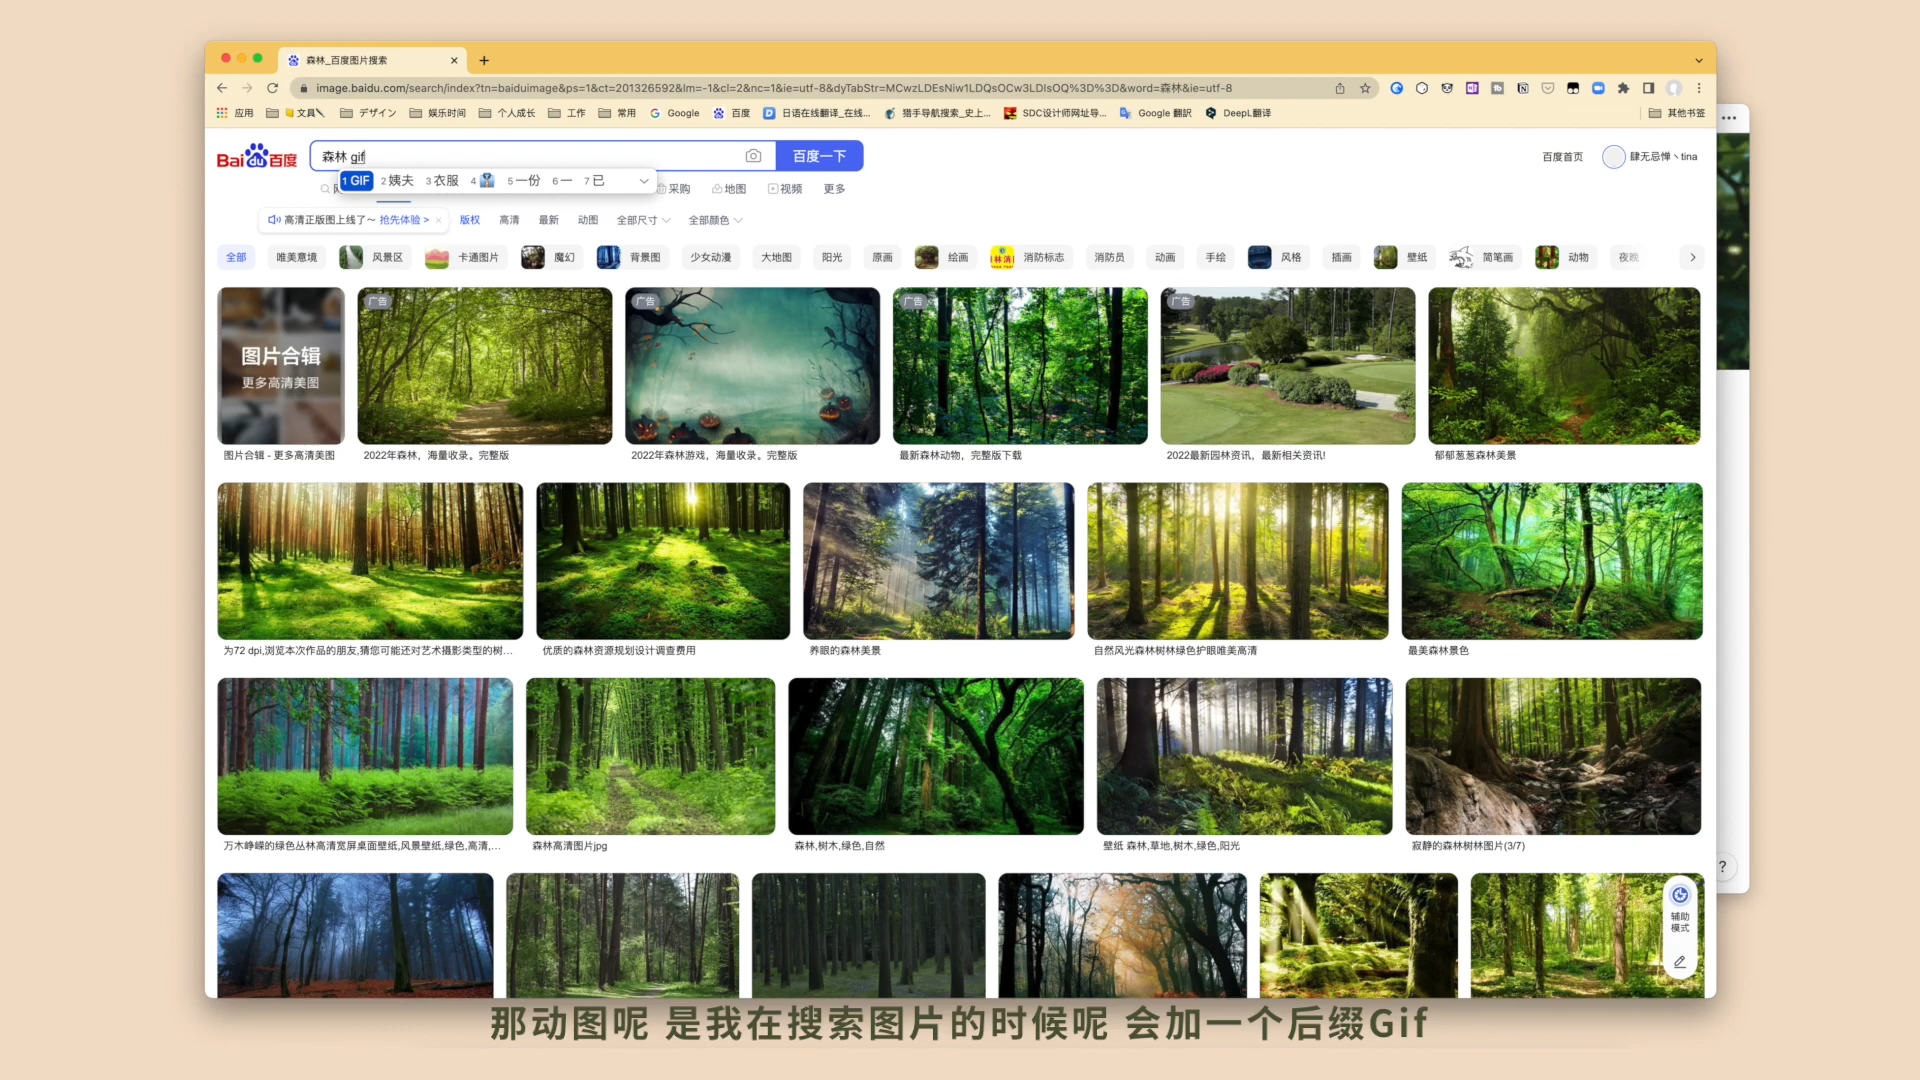 森林_百度图片搜索
image.baidu.com/search/index?tn=baiduimage&ps=1&ct=201326592&lm=-1&cl=2&nc=1&ie=utf-8&dyTabStr=MCwzLDEsNiw1LDQsOCw3LDIsOQ%3D%3D&word=森林&ie=utf-8
应用 文案 デザイン 娱乐时间 个人成长 工作 常用 Google 百度 日语在线翻译_在线... 猎手导航搜索_史上... SDC设计师网址导... Google 翻訳 DeepL翻译 其他书签
Bai du 百度 森林 gif 百度一下 百度首页 肆无忌惮丶tina
1 GIF 2 姨夫 3 衣服 4 👔 5 一份 6 一 7 已
采购 地图 视频 更多
高清正版图上线了~ 抢先体验 > × 版权 高清 最新 动图 全部尺寸 全部颜色
全部 唯美意境 风景区 卡通图片 魔幻 背景图 少女动漫 大地图 阳光 原画 绘画 消防标志 消防员 动画 手绘 风格 插画 壁纸 简笔画 动物 夜晚
广告 广告 广告 广告
图片合辑
更多高清美图
图片合辑 - 更多高清美图 2022年森林，海量收录。完整版 2022年森林游戏，海量收录。完整版 最新森林动物，完整版下载 2022最新园林资讯，最新相关资讯! 郁郁葱葱森林美景
为72 dpi,浏览本次作品的朋友,猜您可能还对艺术摄影类型的树... 优质的森林资源规划设计调查费用 养眼的森林美景 自然风光森林树林绿色护眼唯美高清 最美森林景色
万木峥嵘的绿色丛林高清宽屏桌面壁纸,风景壁纸,绿色,高清,... 森林高清图片jpg 森林,树木,绿色,自然 壁纸 森林,草地,树木,绿色,阳光 寂静的森林树林图片(3/7)
?
辅助
模式
那动图呢 是我在搜索图片的时候呢 会加一个后缀Gif